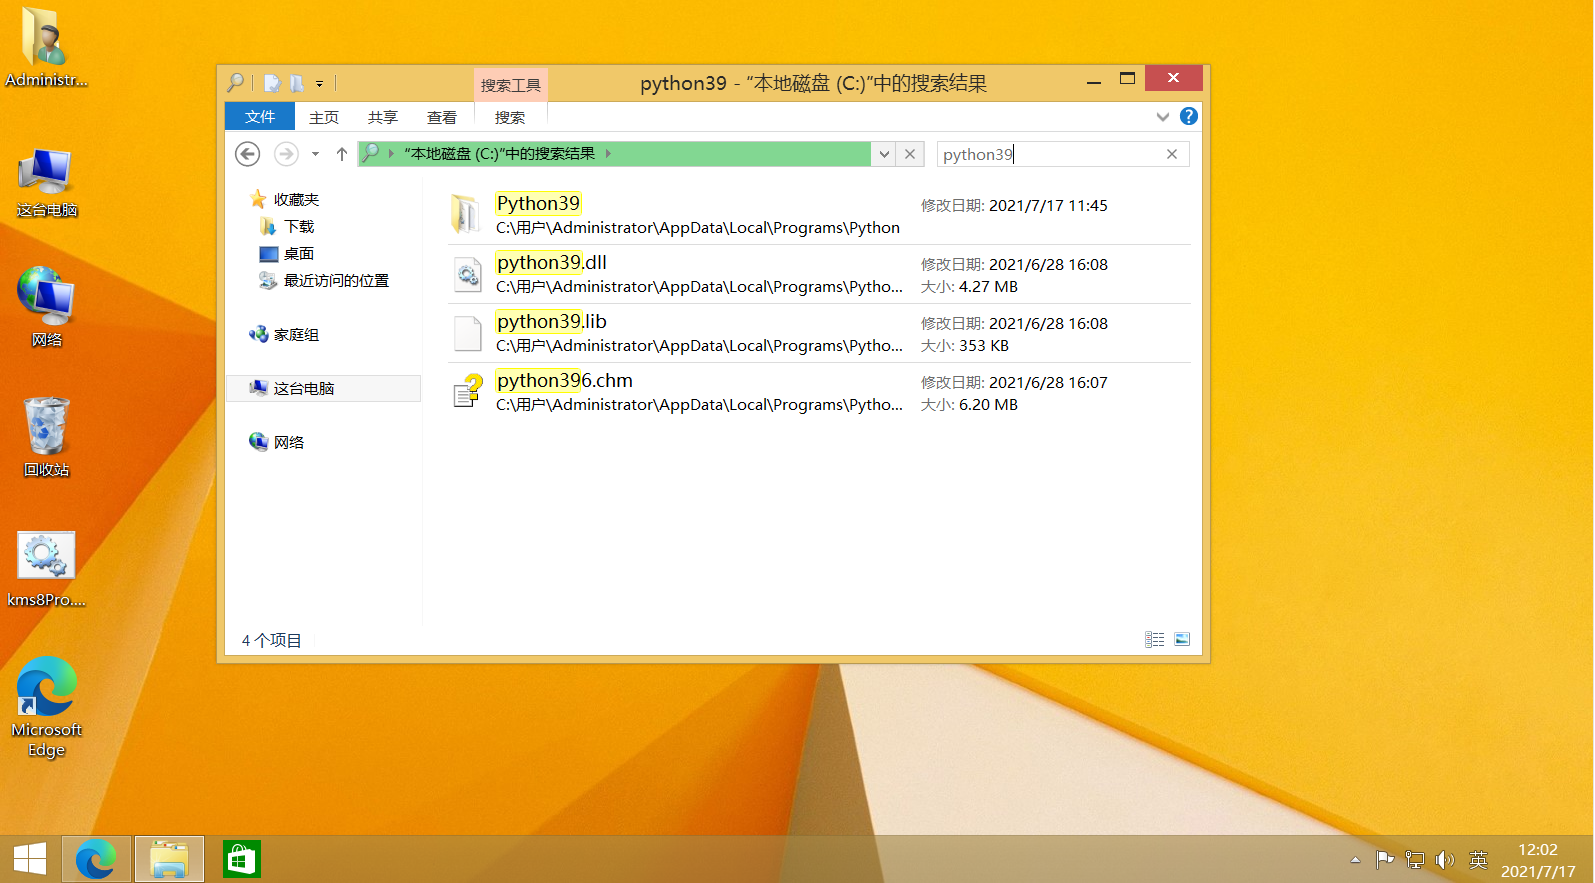 Administr...
这台电脑
网络
回收站
kms8Pro....
Microsoft
Edge
搜索工具
python39 - “本地磁盘 (C:)”中的搜索结果
文件
主页
共享
查看
搜索
“本地磁盘 (C:)”中的搜索结果
python39
收藏夹
下载
桌面
最近访问的位置
家庭组
这台电脑
网络
Python39
修改日期: 2021/7/17 11:45
C:\用户\Administrator\AppData\Local\Programs\Python
python39.dll
修改日期: 2021/6/28 16:08
C:\用户\Administrator\AppData\Local\Programs\Pytho...
大小: 4.27 MB
python39.lib
修改日期: 2021/6/28 16:08
C:\用户\Administrator\AppData\Local\Programs\Pytho...
大小: 353 KB
python396.chm
修改日期: 2021/6/28 16:07
C:\用户\Administrator\AppData\Local\Programs\Pytho...
大小: 6.20 MB
4 个项目
英
12:02
2021/7/17